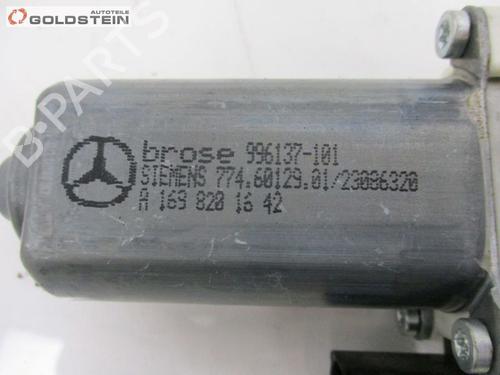 AUTOTEILE
GOLDSTEIN
B-PARTS
brose 996137-101
SIEMENS 774.60129.01/23086320
A 169 820 16 42